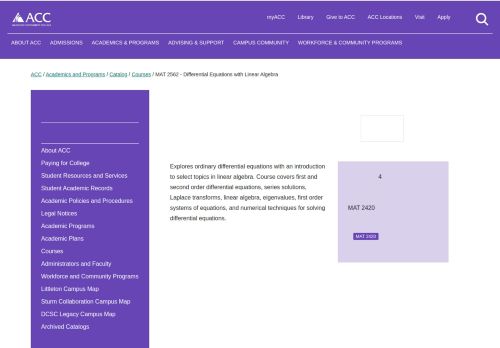 ACC
myACC Library Give to ACC ACC Locations Visit Apply
ABOUT ACC ADMISSIONS ACADEMICS & PROGRAMS ADVISING & SUPPORT CAMPUS COMMUNITY WORKFORCE & COMMUNITY PROGRAMS
ACC / Academics and Programs / Catalog / Courses / MAT 2562 - Differential Equations with Linear Algebra
About ACC
Paying for College
Student Resources and Services
Student Academic Records
Academic Policies and Procedures
Legal Notices
Academic Programs
Academic Plans
Courses
Administrators and Faculty
Workforce and Community Programs
Littleton Campus Map
Sturm Collaboration Campus Map
DCSC Legacy Campus Map
Archived Catalogs
Explores ordinary differential equations with an introduction
to select topics in linear algebra. Course covers first and
second order differential equations, series solutions,
Laplace transforms, linear algebra, eigenvalues, first order
systems of equations, and numerical techniques for solving
differential equations.
4
MAT 2420
MAT 2420